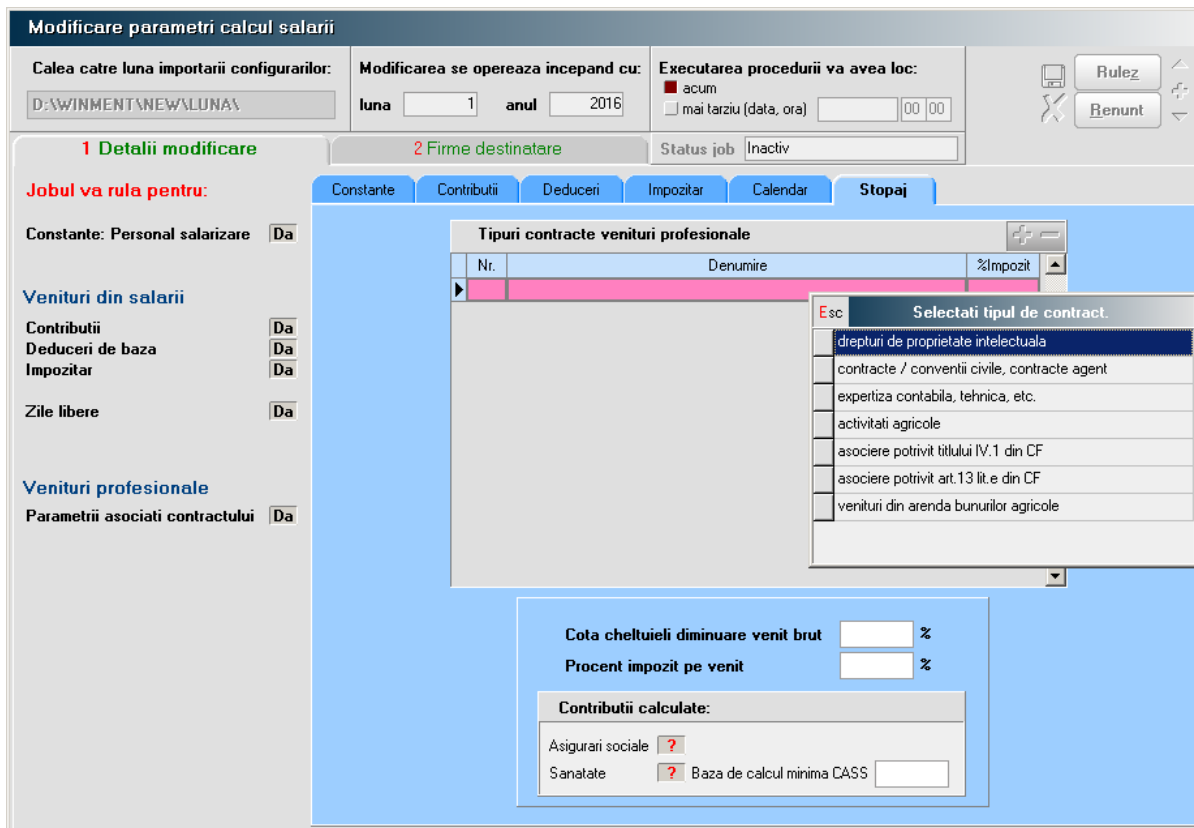 Modificare parametri calcul salarii
Calea catre luna importarii configurarilor:
D:\WINMENT\NEW\LUNA\
Modificarea se opereaza incepand cu:
luna 1 anul 2016
Executarea procedurii va avea loc:
acum
mai tarziu (data, ora) 00 00
Rulez
Renunt
1 Detalii modificare
2 Firme destinatare
Status job Inactiv
Jobul va rula pentru:
Constante: Personal salarizare Da
Venituri din salarii
Contributii Da
Deduceri de baza Da
Impozitar Da
Zile libere Da
Venituri profesionale
Parametrii asociati contractului Da
Constante Contributii Deduceri Impozitar Calendar Stopaj
Tipuri contracte venituri profesionale
Nr. Denumire %Impozit
Esc Selectati tipul de contract.
drepturi de proprietate intelectuala
contracte / conventii civile, contracte agent
expertiza contabila, tehnica, etc.
activitati agricole
asociere potrivit titlului IV.1 din CF
asociere potrivit art.13 lit.e din CF
venituri din arenda bunurilor agricole
Cota cheltuieli diminuare venit brut %
Procent impozit pe venit %
Contributii calculate:
Asigurari sociale ?
Sanatate ? Baza de calcul minima CASS